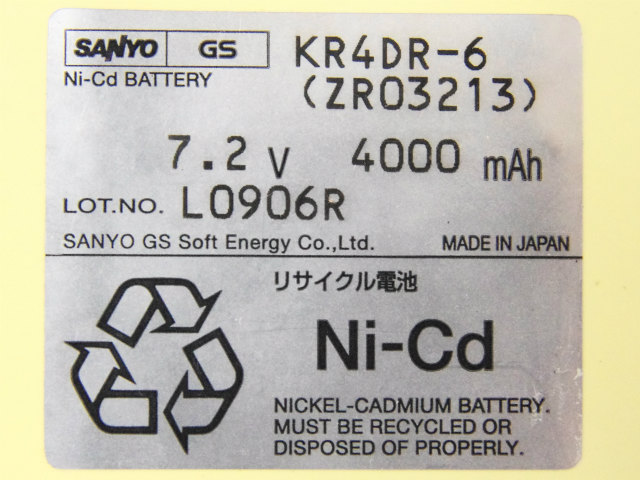 SANYO GS KR4DR-6
Ni-Cd BATTERY (ZR03213)
7.2 V 4000 mAh
LOT.NO. L0906R
SANYO GS Soft Energy Co.,Ltd. MADE IN JAPAN
リサイクル電池
Ni-Cd
NICKEL-CADMIUM BATTERY.
MUST BE RECYCLED OR
DISPOSED OF PROPERLY.